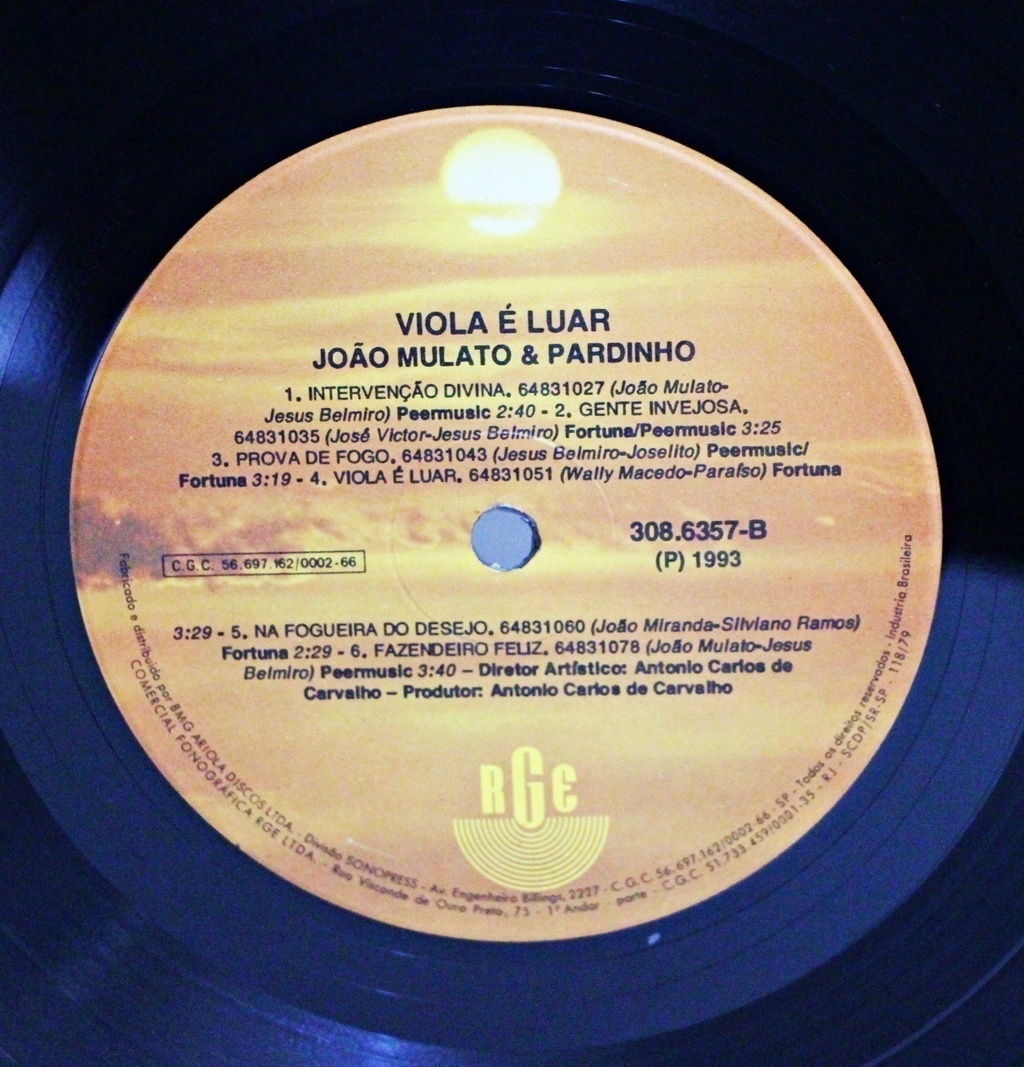 VIOLA É LUAR
JOÃO MULATO & PARDINHO
1. INTERVENÇÃO DIVINA. 64831027 (João Mulato-
Jesus Belmiro) Peermusic 2:40 - 2. GENTE INVEJOSA.
64831035 (José Victor-Jesus Belmiro) Fortuna/Peermusic 3:25
3. PROVA DE FOGO. 64831043 (Jesus Belmiro-Joselito) Peermusic/
Fortuna 3:19 - 4. VIOLA É LUAR. 64831051 (Wally Macedo-Paraíso) Fortuna
308.6357-B
(P) 1993
C.G.C. 56.697.162/0002-66
3:29 - 5. NA FOGUEIRA DO DESEJO. 64831060 (João Miranda-Silviano Ramos)
Fortuna 2:29 - 6. FAZENDEIRO FELIZ. 64831078 (João Mulato-Jesus
Belmiro) Peermusic 3:40 – Diretor Artístico: Antonio Carlos de
Carvalho – Produtor: Antonio Carlos de Carvalho
RGE
Fabricado e distribuído por BMG ARIOLA DISCOS LTDA. - Divisão SONOPRESS - Av. Engenheiro Billings, 2227 - C.G.C. 56.697.162/0002-66 - SP - Todos os direitos reservados - Indústria Brasileira
COMERCIAL FONOGRÁFICA RGE LTDA. - Rua Visconde de Ouro Preto, 75 - 1º Andar - parte - C.G.C. 51.733.459/0001-35 - RJ - SCDP/SR-SP - 118/79